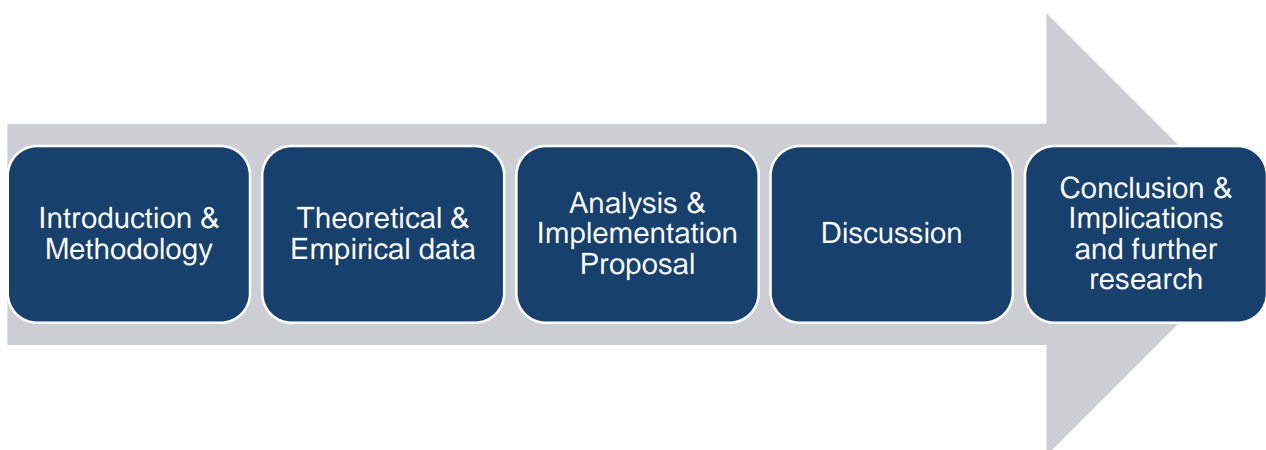 Introduction &
Methodology
Theoretical &
Empirical data
Analysis &
Implementation
Proposal
Discussion
Conclusion &
Implications
and further
research